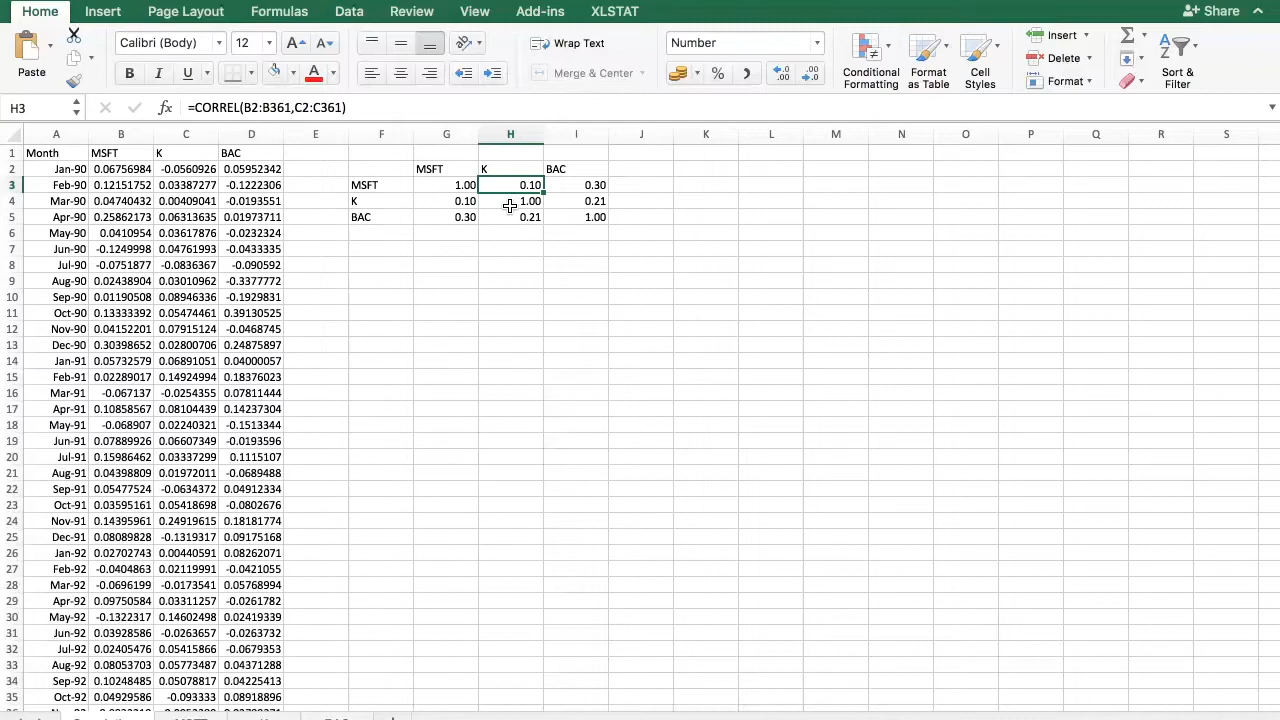 Home Insert Page Layout Formulas Data Review View Add-ins XLSTAT Share
Paste Calibri (Body) 12 A A Wrap Text Number Conditional Formatting Format as Table Cell Styles Insert Delete Format Sort & Filter
B I U A Merge & Center % )
H3 fx =CORREL(B2:B361,C2:C361)
A B C D E F G H I J K L M N O P Q R S
1 Month MSFT K BAC
2 Jan-90 0.06756984 -0.0560926 0.05952342 MSFT K BAC
3 Feb-90 0.12151752 0.03387277 -0.1222306 MSFT 1.00 0.10 0.30
4 Mar-90 0.04740432 0.00409041 -0.0193551 K 0.10 1.00 0.21
5 Apr-90 0.25862173 0.06313635 0.01973711 BAC 0.30 0.21 1.00
6 May-90 0.0410954 0.03617876 -0.0232324
7 Jun-90 -0.1249998 0.04761993 -0.0433335
8 Jul-90 -0.0751877 -0.0836367 -0.090592
9 Aug-90 0.02438904 0.03010962 -0.3377772
10 Sep-90 0.01190508 0.08946336 -0.1929831
11 Oct-90 0.13333392 0.05474461 0.39130525
12 Nov-90 0.04152201 0.07915124 -0.0468745
13 Dec-90 0.30398652 0.02800706 0.24875897
14 Jan-91 0.05732579 0.06891051 0.04000057
15 Feb-91 0.02289017 0.14924994 0.18376023
16 Mar-91 -0.067137 -0.0254355 0.07811444
17 Apr-91 0.10858567 0.08104439 0.14237304
18 May-91 -0.068907 0.02240321 -0.1513344
19 Jun-91 0.07889926 0.06607349 -0.0193596
20 Jul-91 0.15986462 0.03337299 0.1115107
21 Aug-91 0.04398809 0.01972011 -0.0689488
22 Sep-91 0.05477524 -0.0634372 0.04912334
23 Oct-91 0.03595161 0.05418698 -0.0802676
24 Nov-91 0.14395961 0.24919615 0.18181774
25 Dec-91 0.08089828 -0.1319317 0.09175168
26 Jan-92 0.02702743 0.00440591 0.08262071
27 Feb-92 -0.0404863 0.02119991 -0.0421055
28 Mar-92 -0.0696199 -0.0173541 0.05768994
29 Apr-92 0.09750584 0.03311257 -0.0261782
30 May-92 -0.1322317 0.14602498 0.02419339
31 Jun-92 0.03928586 -0.0263657 -0.0263732
32 Jul-92 0.02405476 0.05415866 -0.0679353
33 Aug-92 0.08053703 0.05773487 0.04371288
34 Sep-92 0.10248485 0.05078817 0.04225413
35 Oct-92 0.04929586 -0.093333 0.08918896